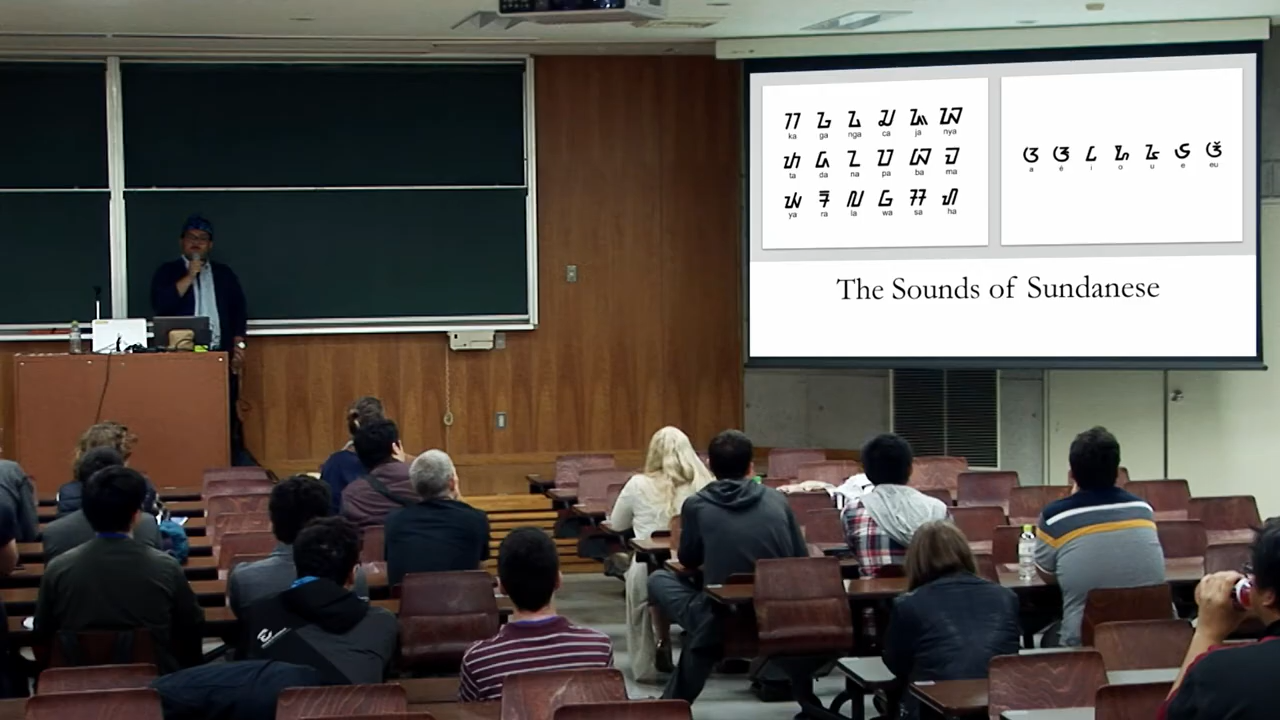 ᮊ ᮌ ᮍ ᮎ ᮏ ᮑ
ka ga nga ca ja nya
ᮒ ᮓ ᮔ ᮕ ᮘ ᮙ
ta da na pa ba ma
ᮚ ᮛ ᮜ ᮝ ᮞ ᮠ
ya ra la wa sa ha
ᮃ ᮆ ᮄ ᮇ ᮅ ᮈ ᮉ
a é i o u e eu
The Sounds of Sundanese